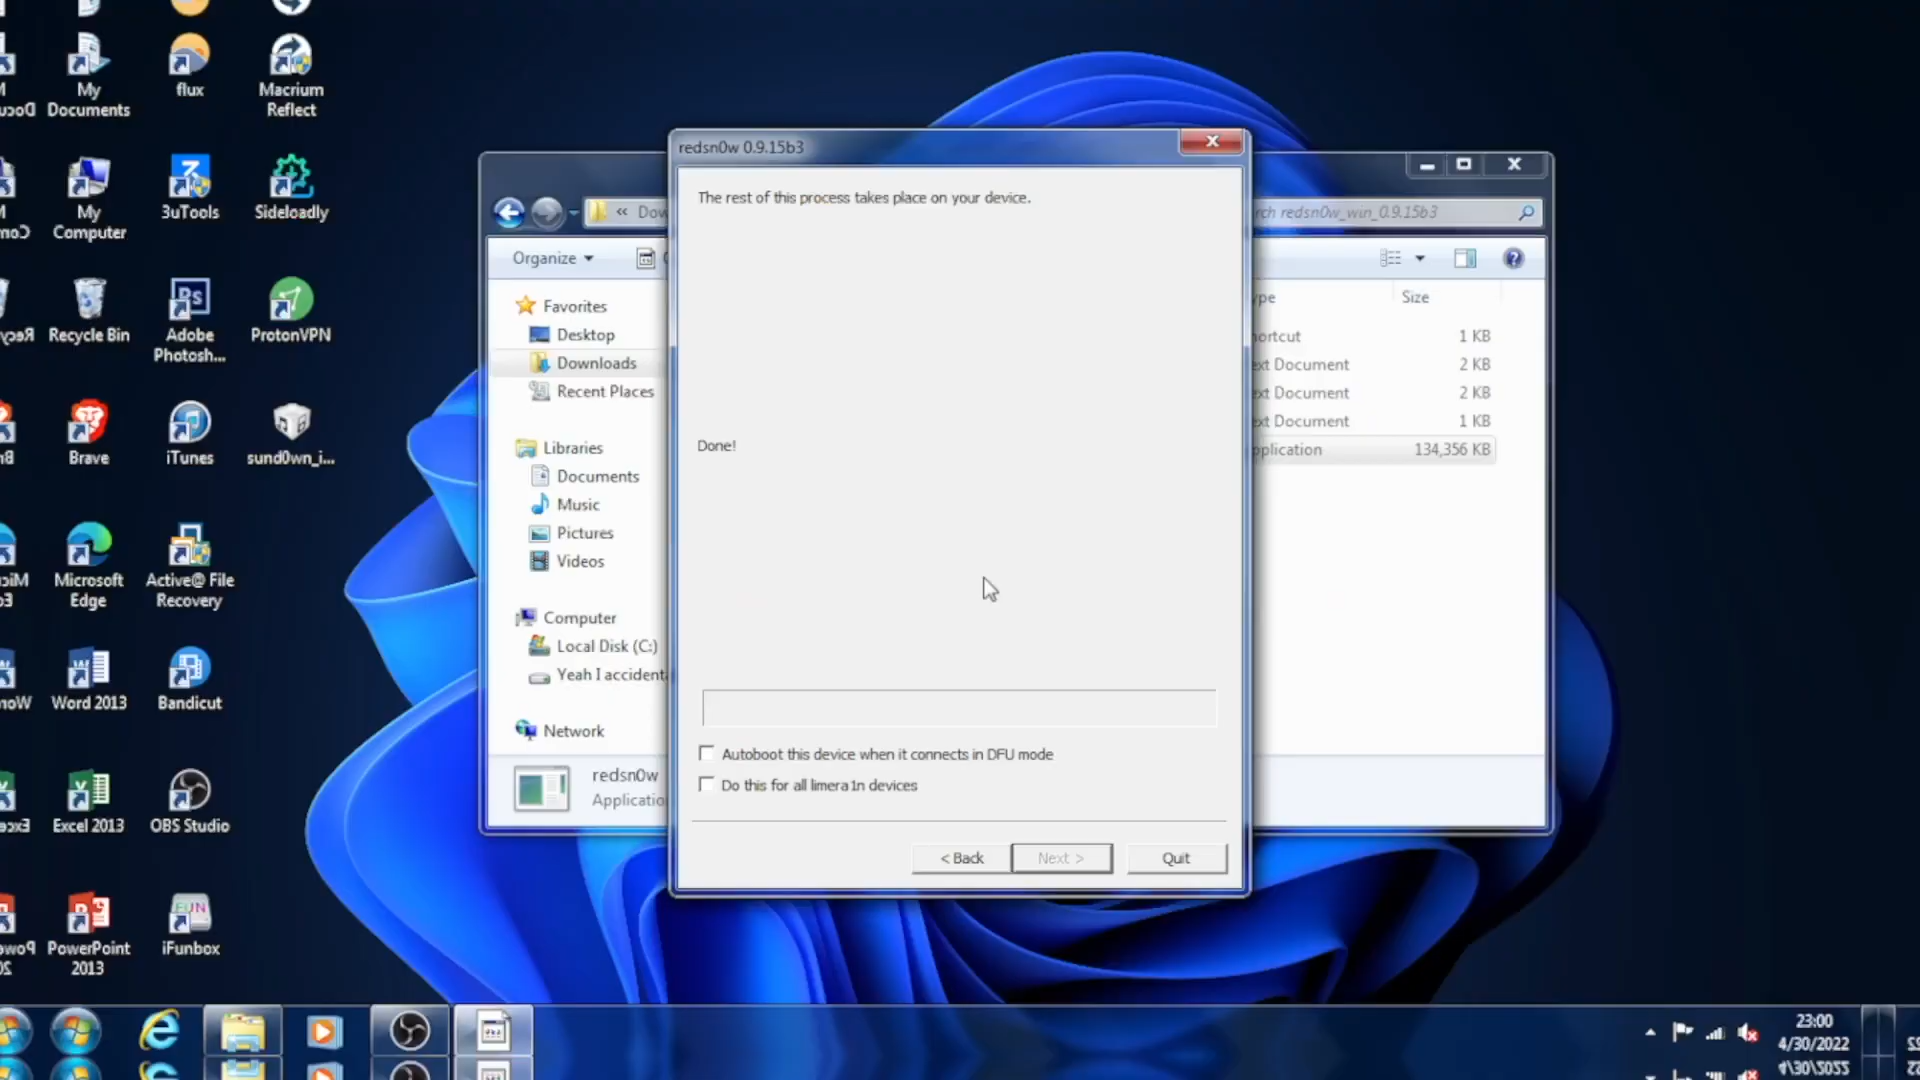 My
Documents
flux
Macrium
Reflect
My
Computer
3uTools
Sideloadly
Recycle Bin
Adobe
Photosh...
ProtonVPN
Brave
iTunes
sund0wn_i...
Microsoft
Edge
Active@ File
Recovery
Word 2013
Bandicut
Excel 2013
OBS Studio
PowerPoint
2013
iFunbox
redsn0w 0.9.15b3
The rest of this process takes place on your device.
Done!
Autoboot this device when it connects in DFU mode
Do this for all limera1n devices
< Back
Next >
Quit
« Dow
rch redsn0w_win_0.9.15b3
Organize
Favorites
Desktop
Downloads
Recent Places
Libraries
Documents
Music
Pictures
Videos
Computer
Local Disk (C:)
Yeah I accident
Network
redsn0w
Applicatio
ype
Size
ortcut
1 KB
ext Document
2 KB
ext Document
2 KB
ext Document
1 KB
pplication
134,356 KB
23:00
4/30/2022